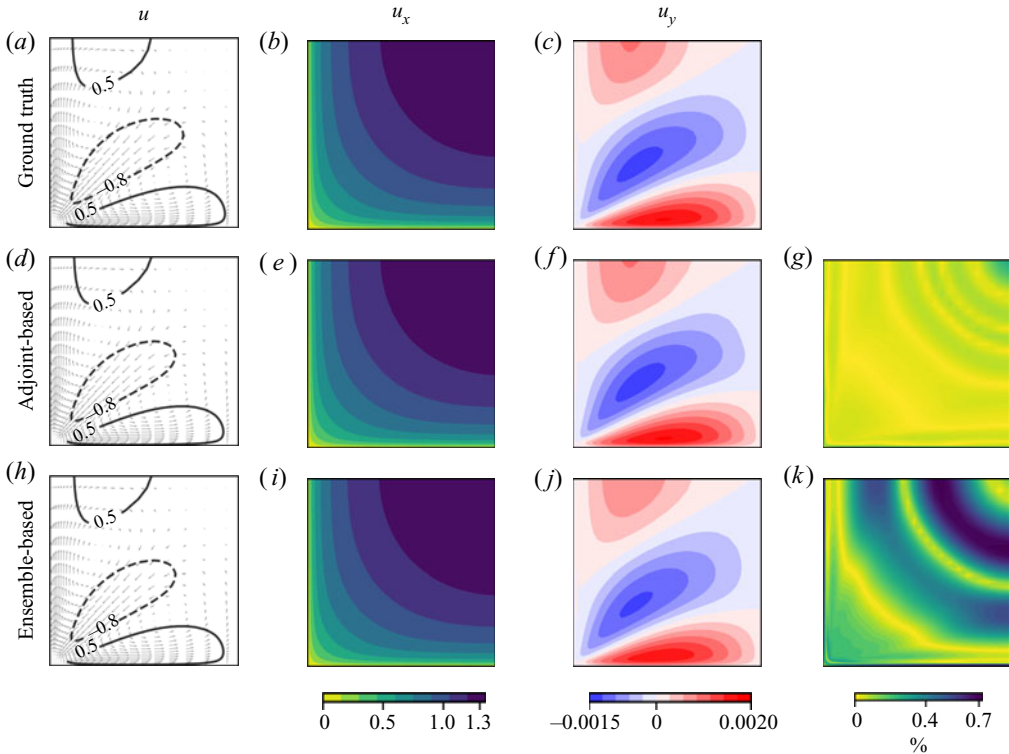 u u_x u_y
(a) (b) (c)
Ground truth
0.5
−0.8
0.5
(d) (e) (f) (g)
Adjoint-based
0.5
−0.8
0.5
(h) (i) (j) (k)
Ensemble-based
0.5
−0.8
0.5
0 0.5 1.0 1.3
−0.0015 0 0.0020
0 0.4 0.7
%